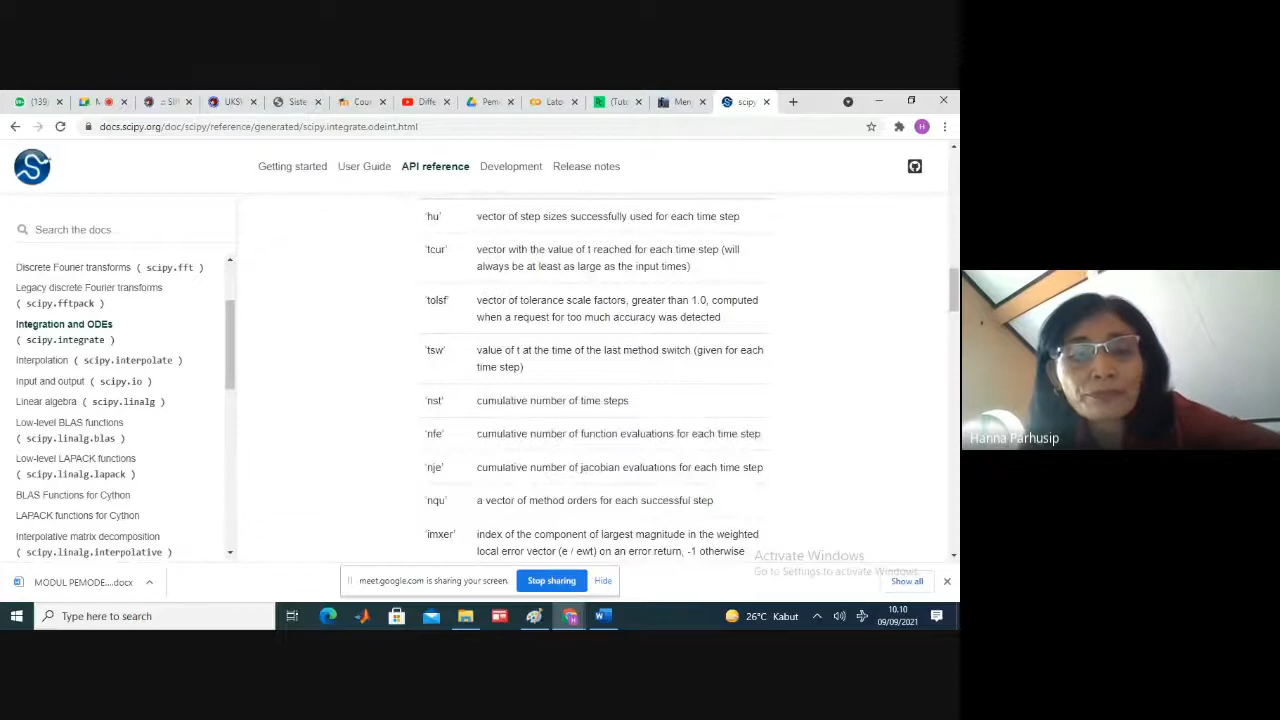 (139)
M
:: SI
UKSW
Siste
Cou
Diffe
Pem
Lato
(Tuto
Men
scipy
docs.scipy.org/doc/scipy/reference/generated/scipy.integrate.odeint.html
H
Getting started User Guide API reference Development Release notes
Search the docs
Discrete Fourier transforms ( scipy.fft )
Legacy discrete Fourier transforms
( scipy.fftpack )
Integration and ODEs
( scipy.integrate )
Interpolation ( scipy.interpolate )
Input and output ( scipy.io )
Linear algebra ( scipy.linalg )
Low-level BLAS functions
( scipy.linalg.blas )
Low-level LAPACK functions
( scipy.linalg.lapack )
BLAS Functions for Cython
LAPACK functions for Cython
Interpolative matrix decomposition
( scipy.linalg.interpolative )
'hu' vector of step sizes successfully used for each time step
'tcur' vector with the value of t reached for each time step (will
always be at least as large as the input times)
'tolsf' vector of tolerance scale factors, greater than 1.0, computed
when a request for too much accuracy was detected
'tsw' value of t at the time of the last method switch (given for each
time step)
'nst' cumulative number of time steps
'nfe' cumulative number of function evaluations for each time step
'nje' cumulative number of jacobian evaluations for each time step
'nqu' a vector of method orders for each successful step
'imxer' index of the component of largest magnitude in the weighted
local error vector (e / ewt) on an error return, -1 otherwise
Activate Windows
Go to Settings to activate Windows.
Hanna Parhusip
MODUL PEMODE....docx
meet.google.com is sharing your screen.
Stop sharing
Hide
Show all
Type here to search
26°C Kabut
10.10
09/09/2021